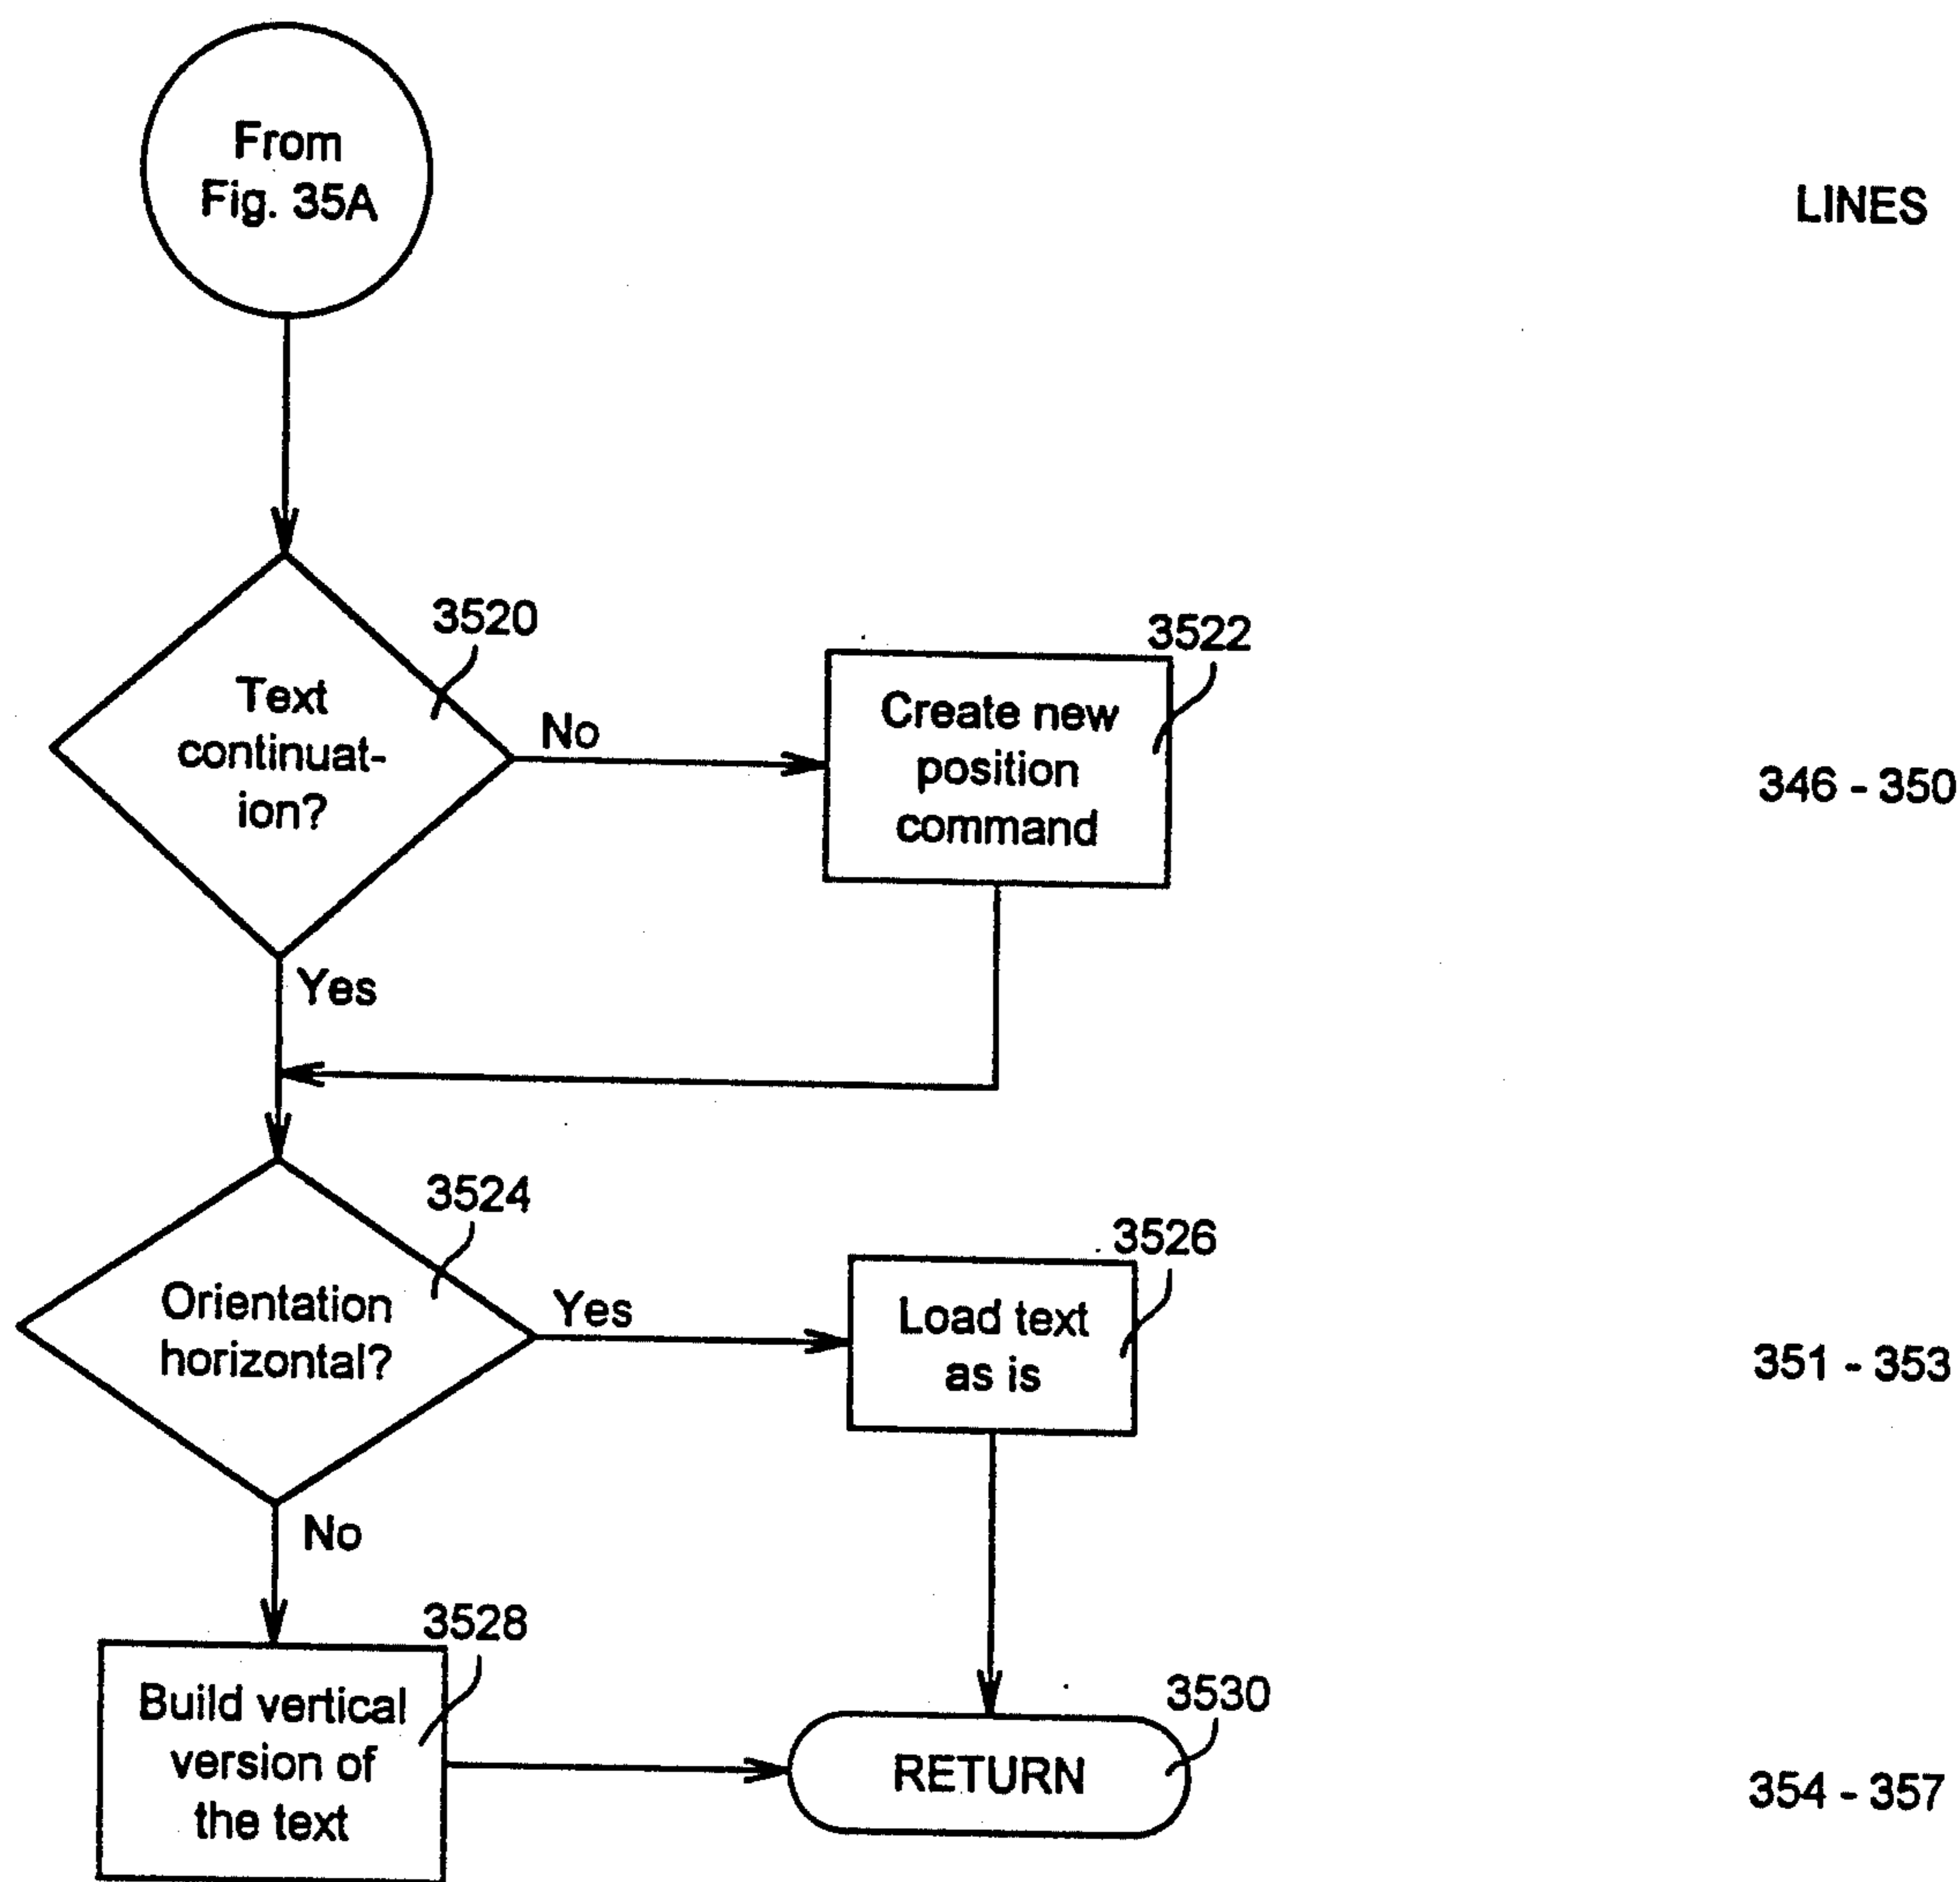 From
Fig. 35A
LINES
3520
Text
continuat-
ion?
No
3522
Create new
position
command
346 - 350
Yes
3524
Orientation
horizontal?
Yes
3526
Load text
as is
351 - 353
No
3528
Build vertical
version of
the text
3530
RETURN
354 - 357